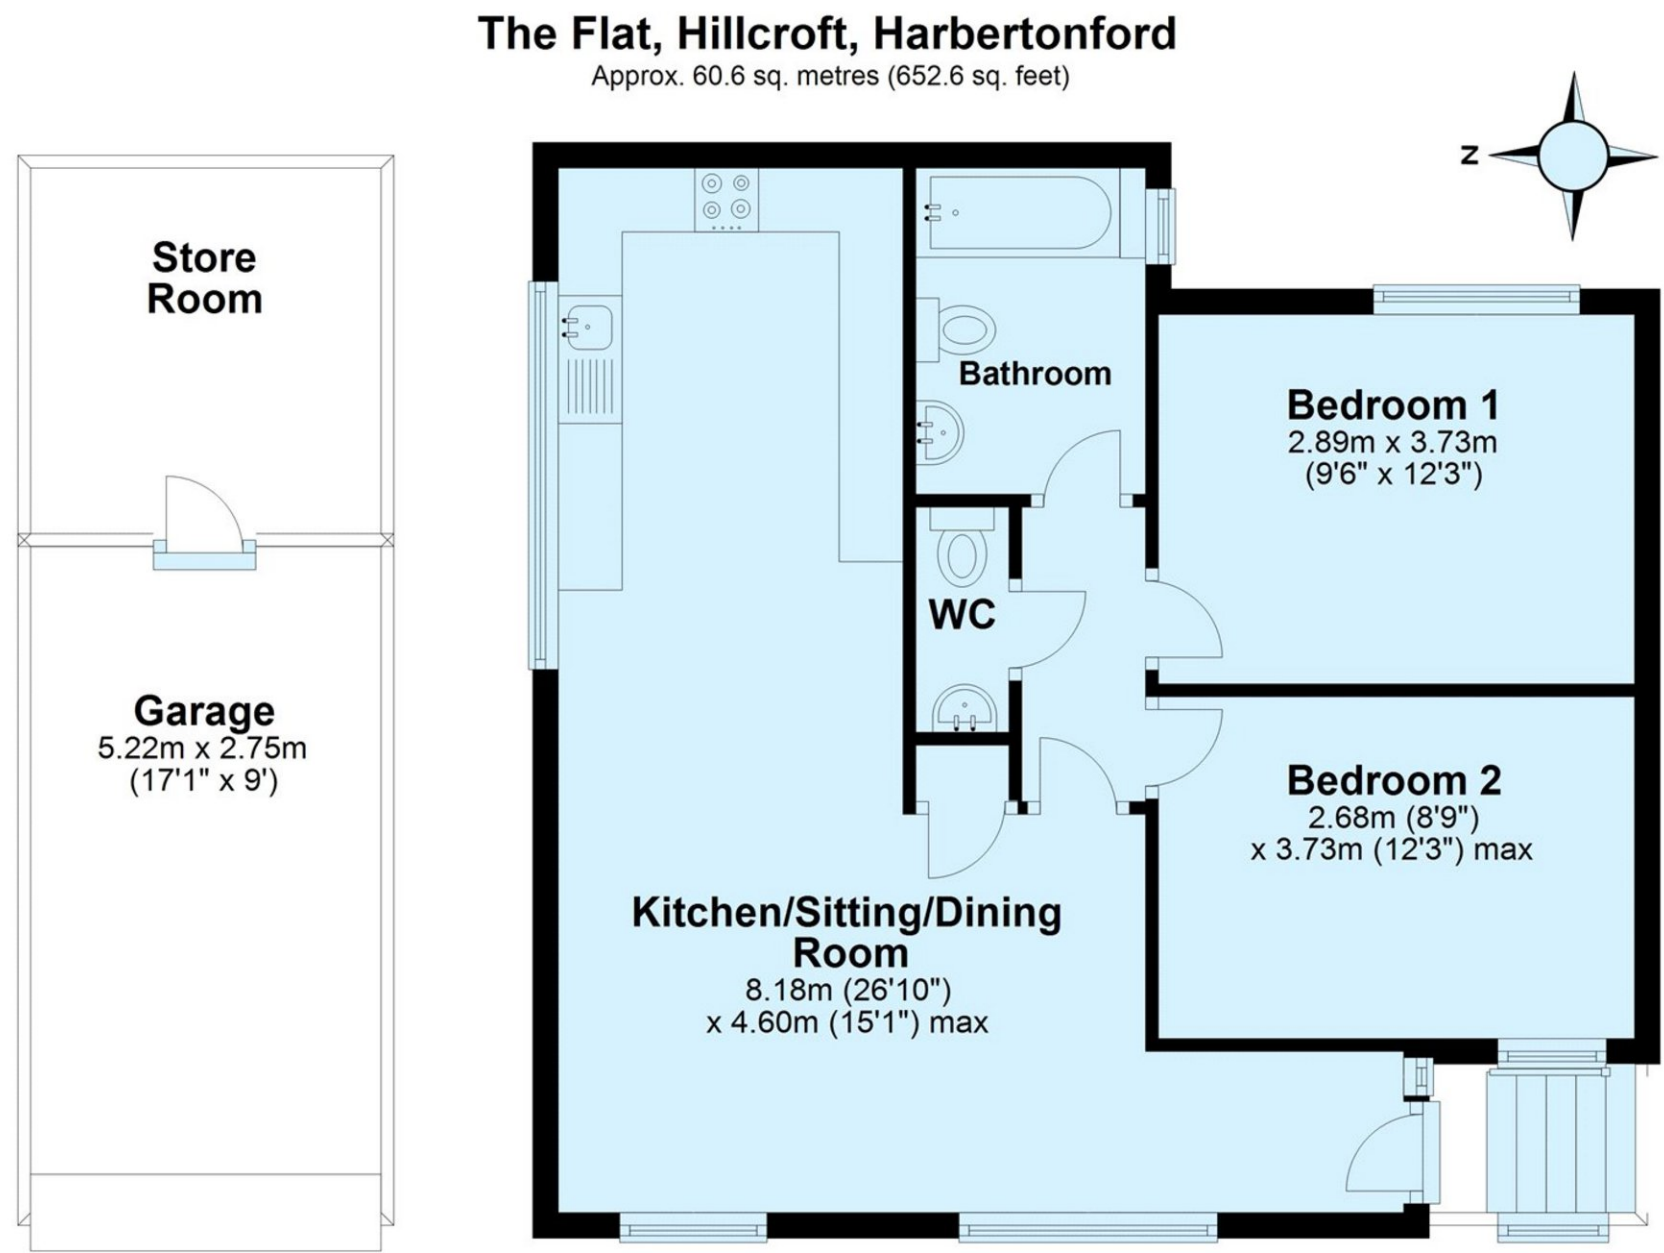 The Flat, Hillcroft, Harbertonford
Approx. 60.6 sq. metres (652.6 sq. feet)
N
Store
Room
Garage
5.22m x 2.75m
(17'1" x 9')
Bathroom
WC
Bedroom 1
2.89m x 3.73m
(9'6" x 12'3")
Bedroom 2
2.68m (8'9")
x 3.73m (12'3") max
Kitchen/Sitting/Dining
Room
8.18m (26'10")
x 4.60m (15'1") max